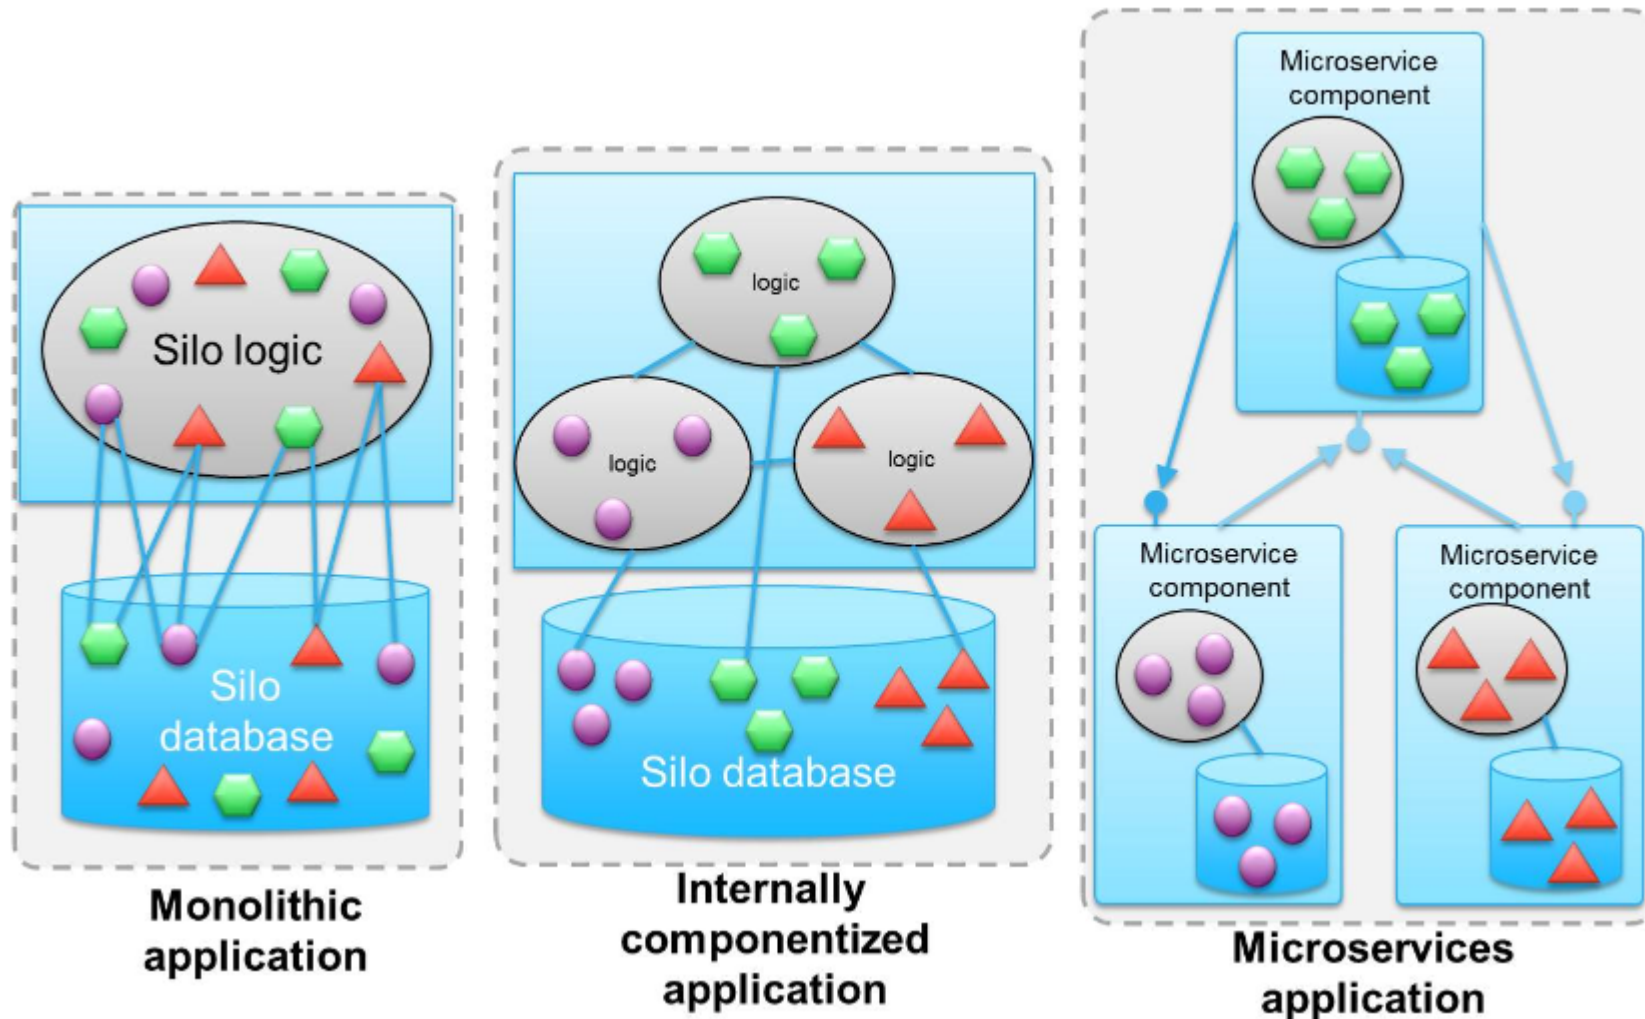 Silo logic
Silo
database
Monolithic
application
logic
logic
logic
Silo database
Internally
componentized
application
Microservice
component
Microservice
component
Microservice
component
Microservices
application